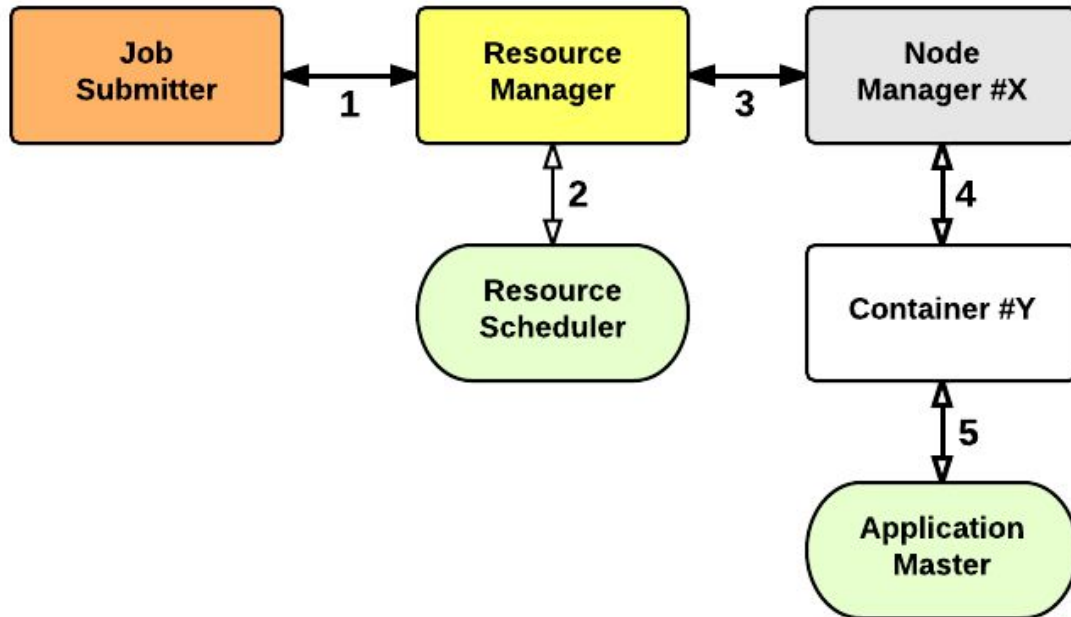 Job
Submitter
1
Resource
Manager
3
Node
Manager #X
2
4
Resource
Scheduler
Container #Y
5
Application
Master